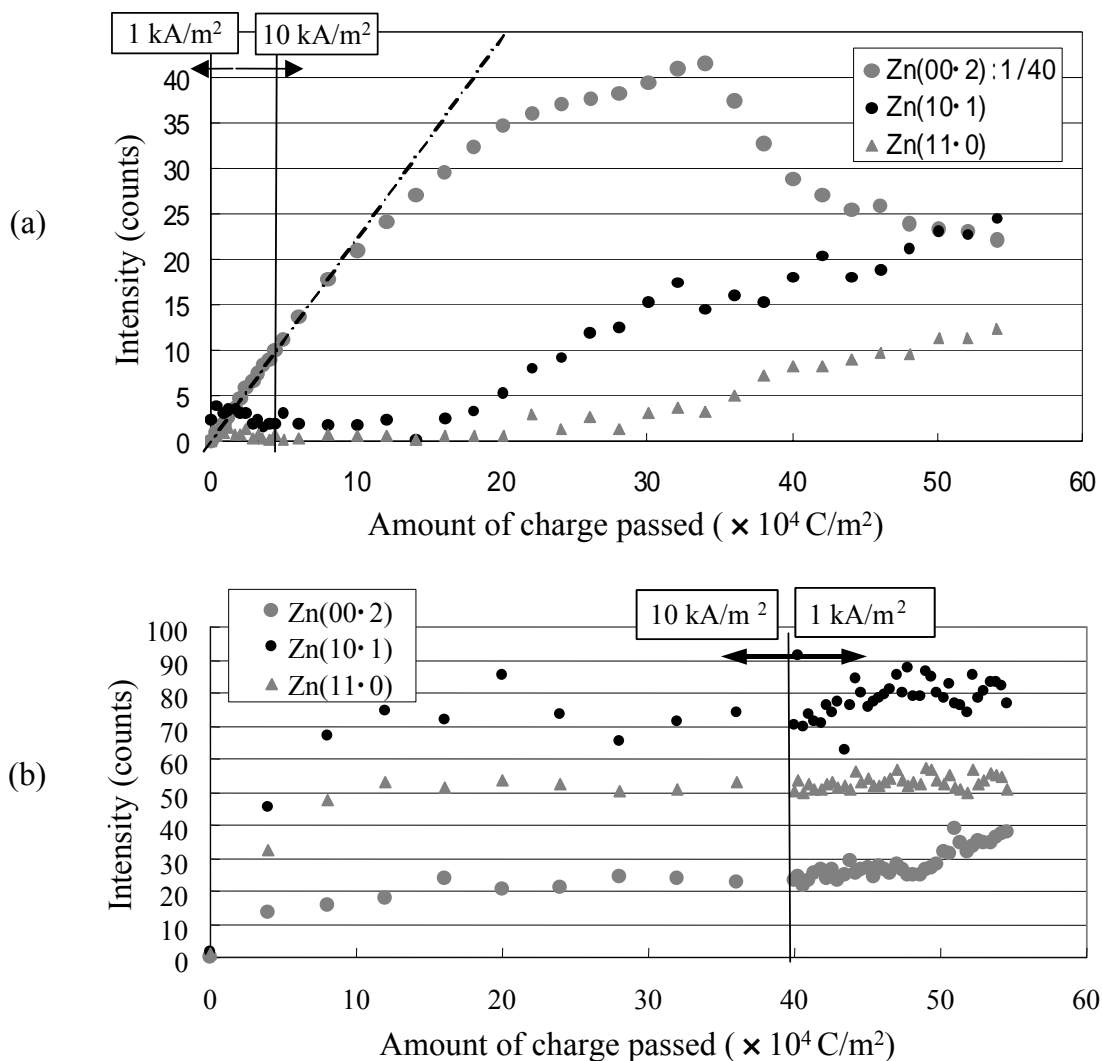 1 kA/m²
10 kA/m²
40
35
30
25
20
15
10
5
0
Intensity (counts)
Zn(00・2) :1/40
Zn(10・1)
Zn(11・0)
(a)
0 10 20 30 40 50 60
Amount of charge passed ( × 10⁴ C/m²)
Zn(00・2)
Zn(10・1)
Zn(11・0)
10 kA/m ²
1 kA/m²
100
90
80
70
60
50
40
30
20
10
0
Intensity (counts)
(b)
0 10 20 30 40 50 60
Amount of charge passed ( × 10⁴ C/m²)